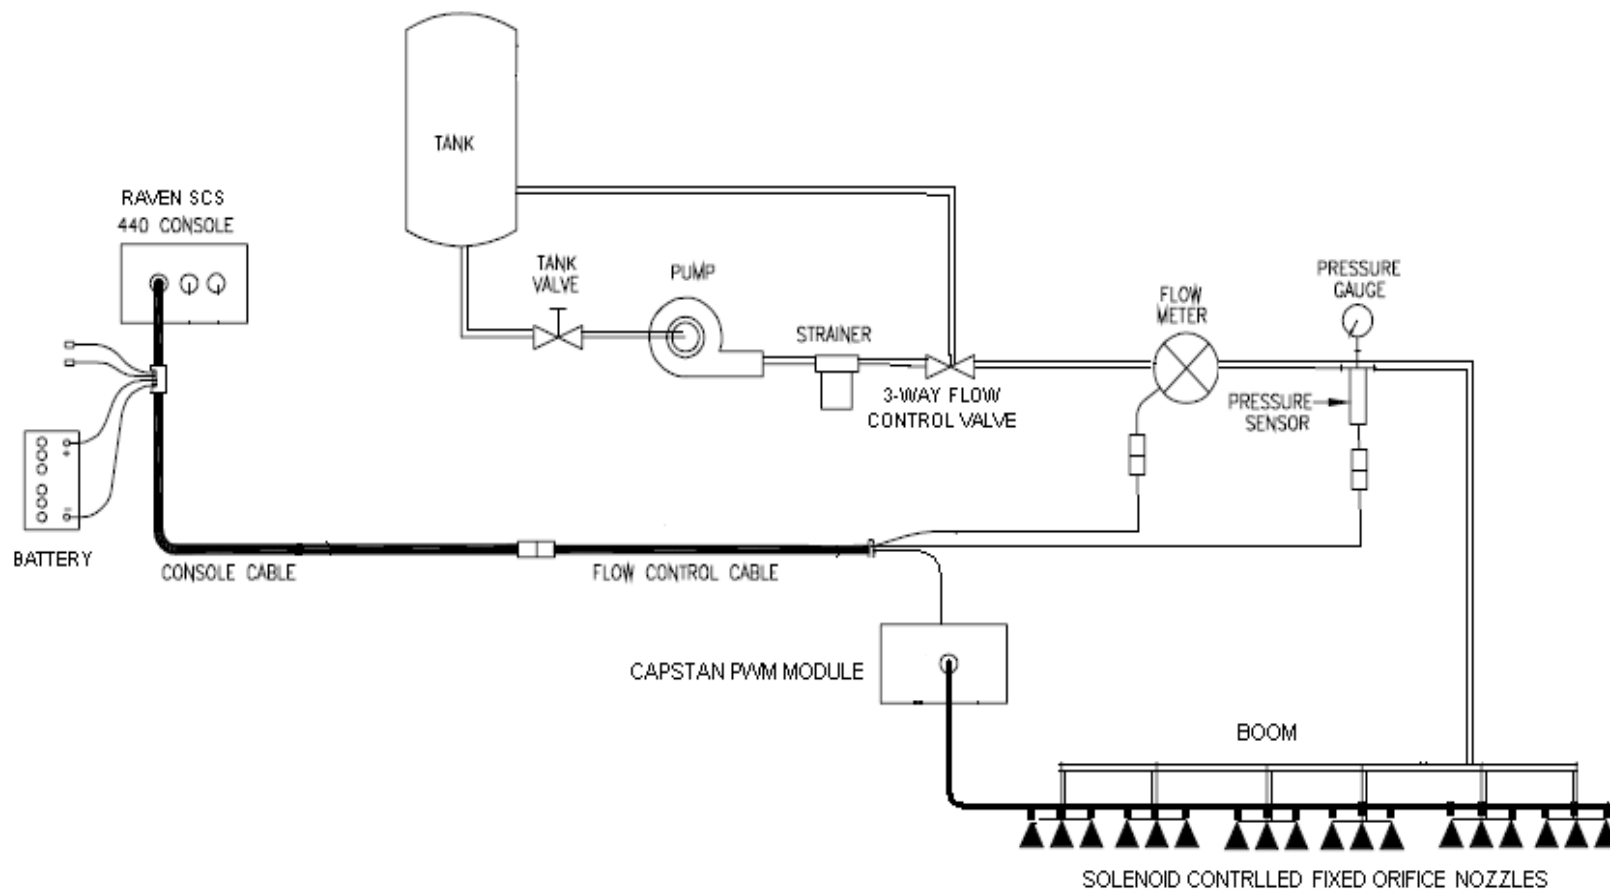 TANK
RAVEN SCS
440 CONSOLE
TANK
VALVE
PUMP
STRAINER
3-WAY FLOW
CONTROL VALVE
FLOW
METER
PRESSURE
GAUGE
PRESSURE
SENSOR
+
-
BATTERY
CONSOLE CABLE
FLOW CONTROL CABLE
CAPSTAN PWM MODULE
BOOM
SOLENOID CONTRLLED FIXED ORIFICE NOZZLES